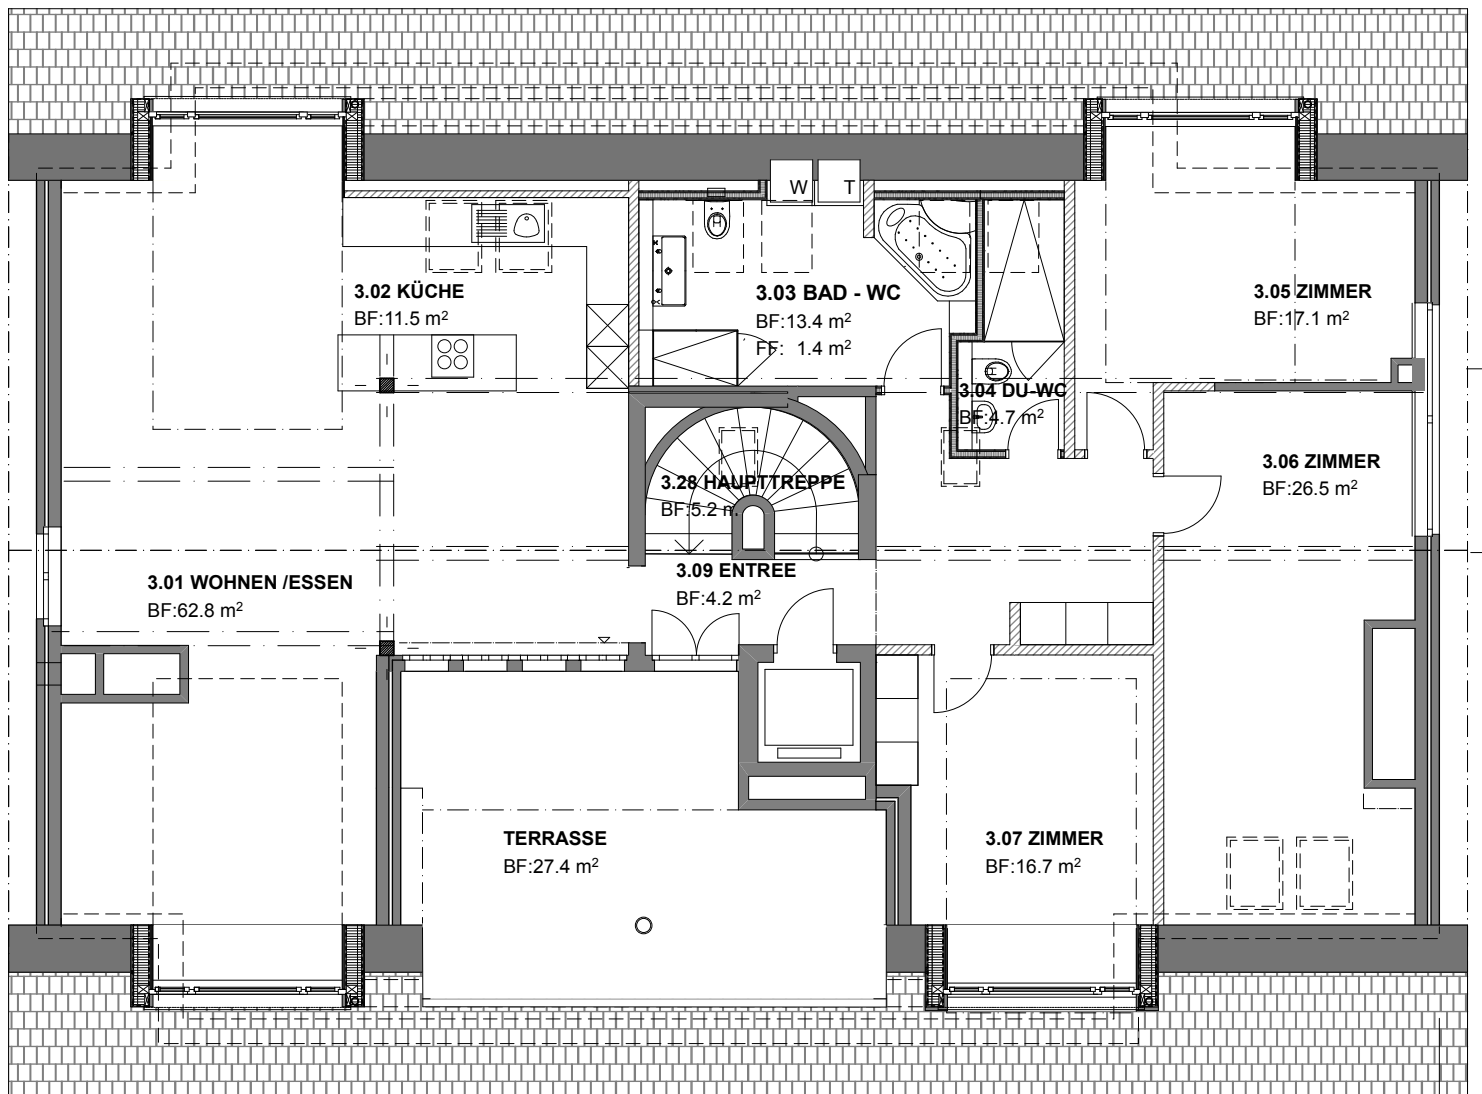 W T
3.02 KÜCHE
BF:11.5 m²
3.03 BAD - WC
BF:13.4 m²
FF: 1.4 m²
3.05 ZIMMER
BF:17.1 m²
3.04 DU-WC
BF:4.7 m²
3.06 ZIMMER
BF:26.5 m²
3.28 HAUPTTREPPE
BF:5.2 m
3.09 ENTREE
BF:4.2 m²
3.01 WOHNEN /ESSEN
BF:62.8 m²
TERRASSE
BF:27.4 m²
3.07 ZIMMER
BF:16.7 m²